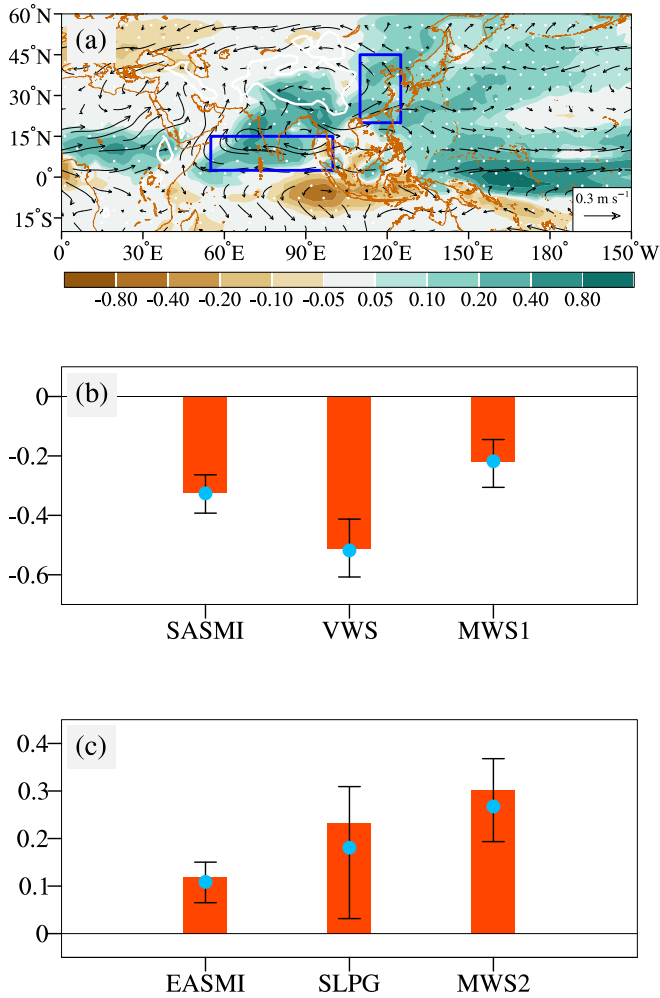 60°N
(a)
45°N
30°N
15°N
0°
15°S
0.3 m s⁻¹
0° 30°E 60°E 90°E 120°E 150°E 180° 150°W
-0.80 -0.40 -0.20 -0.10 -0.05 0.05 0.10 0.20 0.40 0.80
(b)
0
-0.2
-0.4
-0.6
SASMI VWS MWS1
(c)
0.4
0.3
0.2
0.1
0
EASMI SLPG MWS2